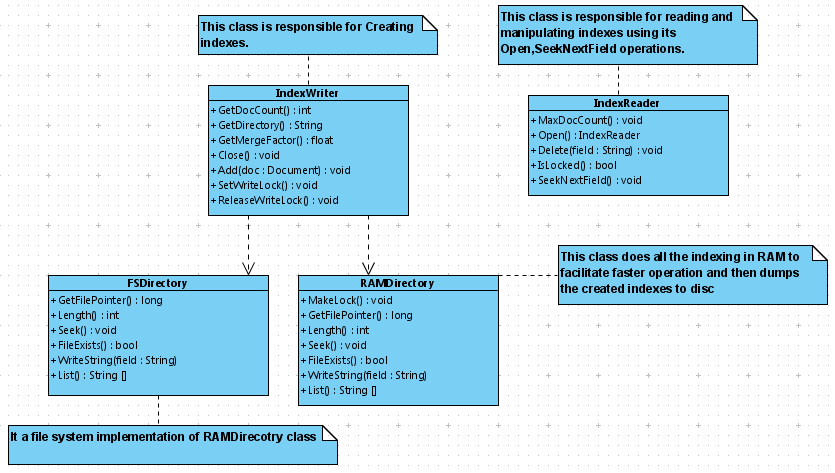 This class is responsible for Creating
indexes.
This class is responsible for reading and
manipulating indexes using its
Open,SeekNextField operations.
IndexWriter
+ GetDocCount() : int
+ GetDirectory() : String
+ GetMergeFactor() : float
+ Close() : void
+ Add(doc : Document) : void
+ SetWriteLock() : void
+ ReleaseWriteLock() : void
IndexReader
+ MaxDocCount() : void
+ Open() : IndexReader
+ Delete(field : String) : void
+ IsLocked() : bool
+ SeekNextField() : void
This class does all the indexing in RAM to
facilitate faster operation and then dumps
the created indexes to disc
FSDirectory
+ GetFilePointer() : long
+ Length() : int
+ Seek() : void
+ FileExists() : bool
+ WriteString(field : String)
+ List() : String []
RAMDirectory
+ MakeLock() : void
+ GetFilePointer() : long
+ Length() : int
+ Seek() : void
+ FileExists() : bool
+ WriteString(field : String)
+ List() : String []
It a file system implementation of RAMDirecotry class